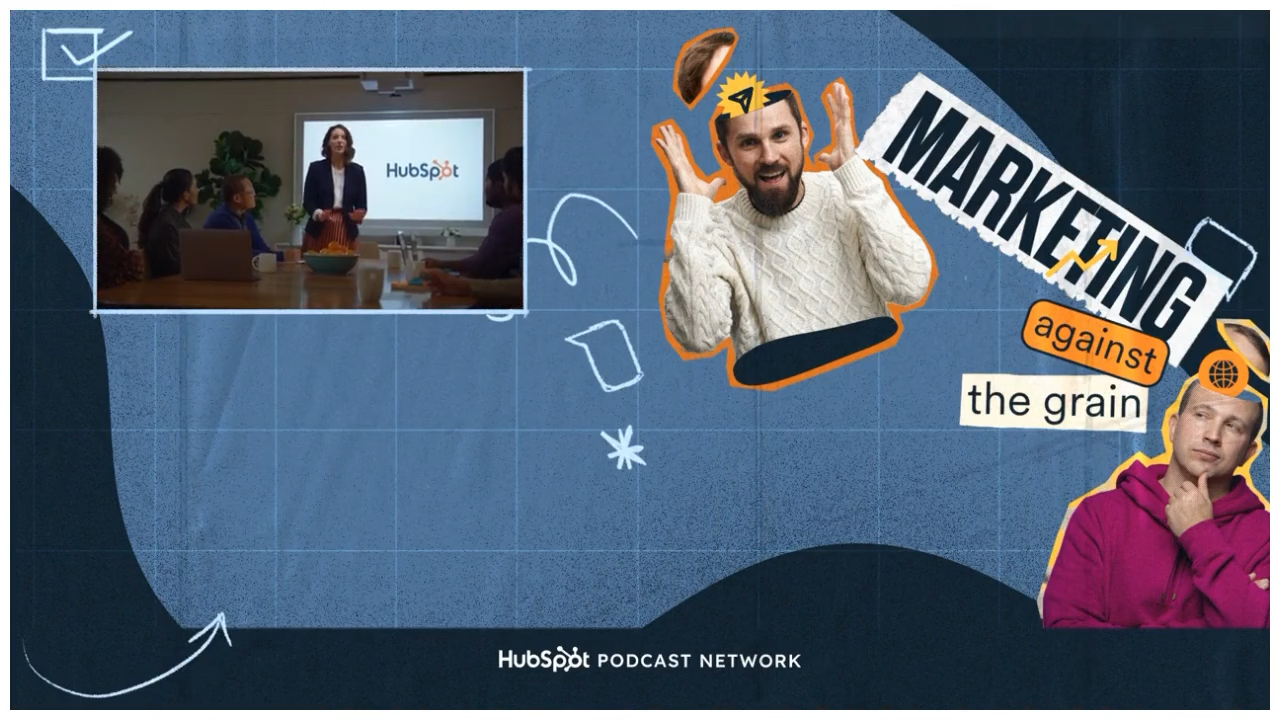 HubSpot
MARKETING
against
the grain
HubSpot PODCAST NETWORK